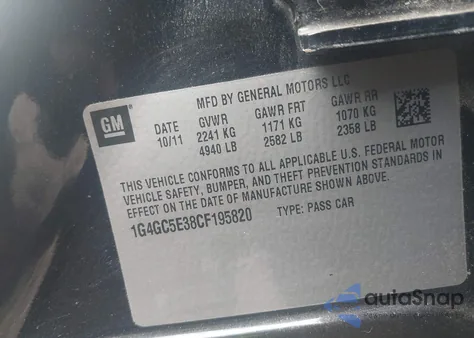 MFD BY GENERAL MOTORS LLC
GM
DATE GVWR GAWR FRT GAWR RR
10/11 2241 KG 1171 KG 1070 KG
4940 LB 2582 LB 2358 LB
THIS VEHICLE CONFORMS TO ALL APPLICABLE U.S. FEDERAL MOTOR
VEHICLE SAFETY, BUMPER, AND THEFT PREVENTION STANDARDS IN
EFFECT ON THE DATE OF MANUFACTURE SHOWN ABOVE.
1G4GC5E38CF195820 TYPE: PASS CAR
autoSnap